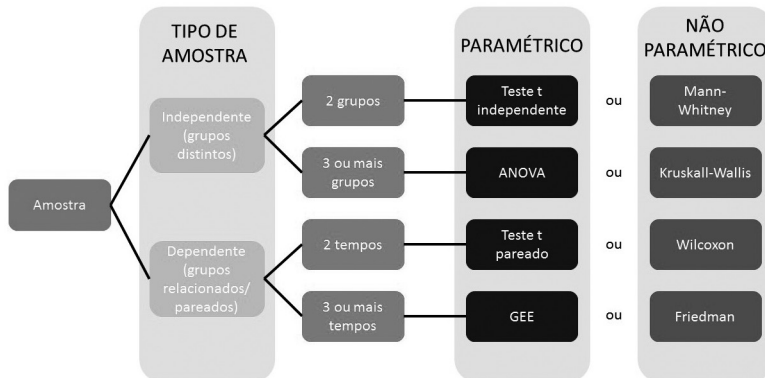 TIPO DE
AMOSTRA
PARAMÉTRICO
NÃO
PARAMÉTRICO
Amostra
Independente
(grupos
distintos)
2 grupos
Teste t
independente
ou
Mann-
Whitney
3 ou mais
grupos
ANOVA
ou
Kruskall-Wallis
Dependente
(grupos
relacionados/
pareados)
2 tempos
Teste t
pareado
ou
Wilcoxon
3 ou mais
tempos
GEE
ou
Friedman